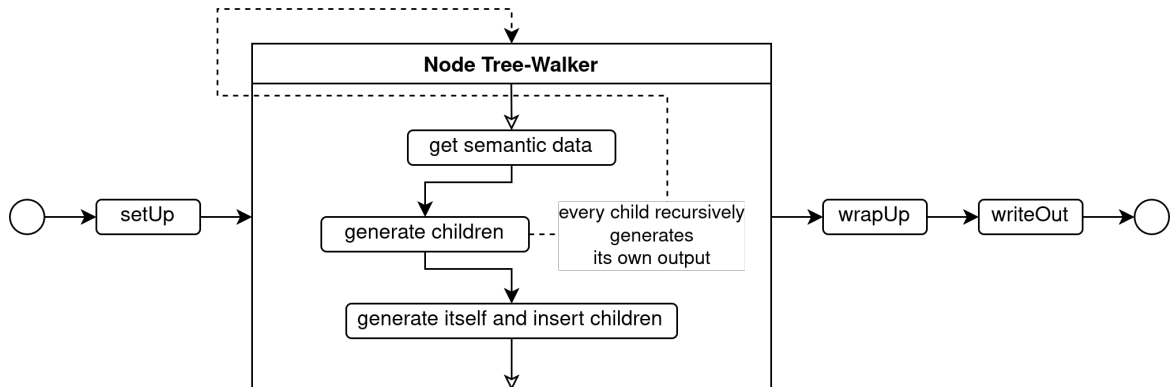 Node Tree-Walker
get semantic data
setUp
generate children
every child recursively
generates
its own output
wrapUp
writeOut
generate itself and insert children